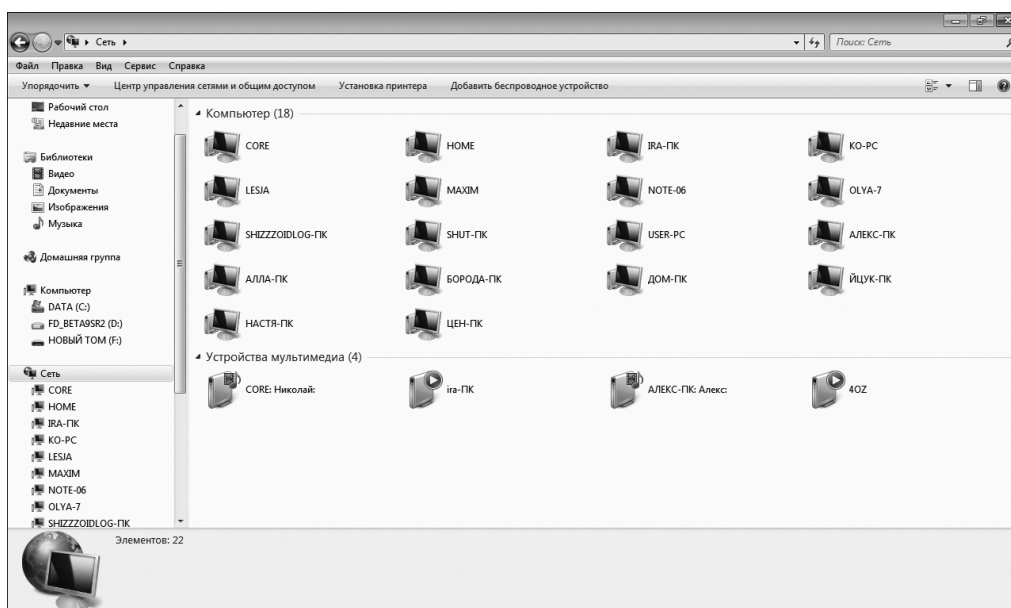 Сеть
Поиск: Сеть
Файл Правка Вид Сервис Справка
Упорядочить Центр управления сетями и общим доступом Установка принтера Добавить беспроводное устройство
Рабочий стол
Недавние места
Библиотеки
Видео
Документы
Изображения
Музыка
Домашняя группа
Компьютер
DATA (C:)
FD_BETA9SR2 (D:)
НОВЫЙ ТОМ (F:)
Сеть
CORE
HOME
IRA-ПК
KO-PC
LESJA
MAXIM
NOTE-06
OLYA-7
SHIZZZOIDLOG-ПК
Компьютер (18)
CORE HOME IRA-ПК KO-PC
LESJA MAXIM NOTE-06 OLYA-7
SHIZZZOIDLOG-ПК SHUT-ПК USER-PC АЛЕКС-ПК
АЛЛА-ПК БОРОДА-ПК ДОМ-ПК ЙЦУК-ПК
НАСТЯ-ПК ЦЕН-ПК
Устройства мультимедиа (4)
CORE: Николай: ira-ПК АЛЕКС-ПК: Алекс: 4OZ
Элементов: 22